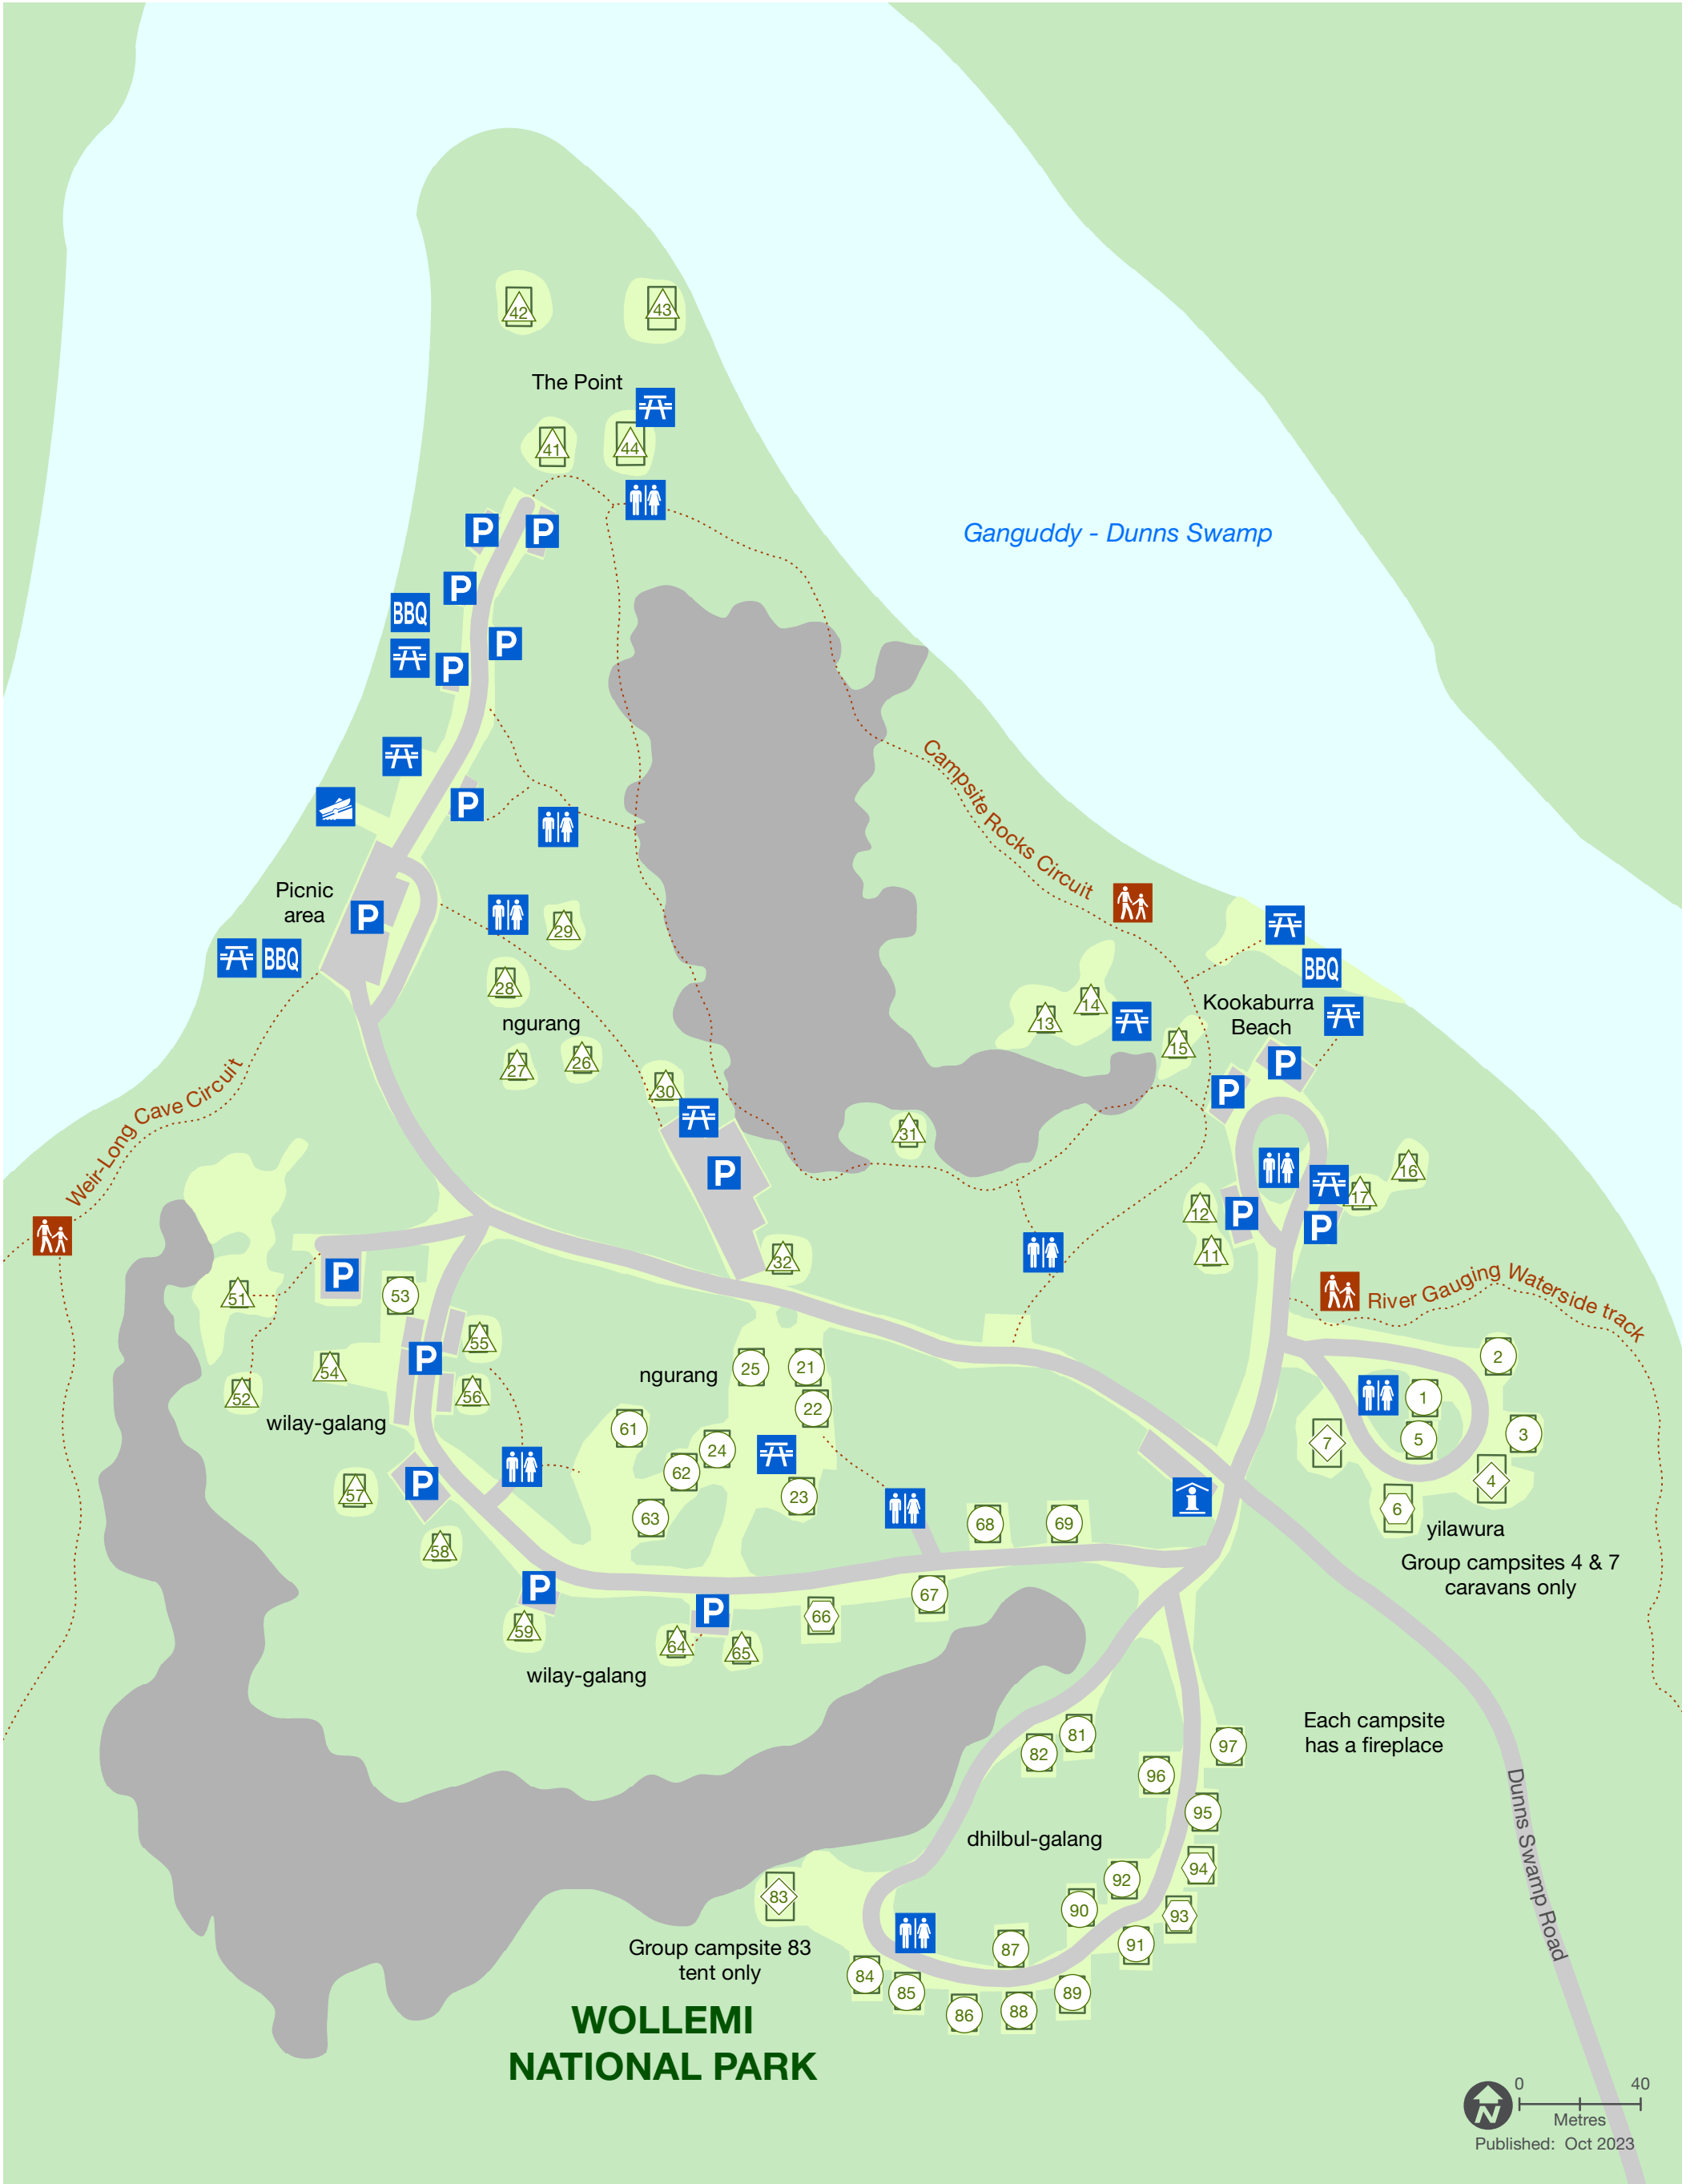 42
43
The Point
41
44
P
P
Ganguddy - Dunns Swamp
P
BBQ
P
P
Campsite Rocks Circuit
P
Picnic
area
P
BBQ
29
28
ngurang
27
26
30
P
31
13
14
15
BBQ
Kookaburra
Beach
P
P
16
17
12
P
P
11
Weir-Long Cave Circuit
32
River Gauging Waterside track
P
51
53
55
P
54
52
56
wilay-galang
57
P
58
ngurang
25
21
22
61
24
62
23
63
2
1
7
5
3
4
6
yilawura
Group campsites 4 & 7
caravans only
68
69
67
P
59
P
66
64
65
wilay-galang
Each campsite
has a fireplace
81
82
97
96
95
dhilbul-galang
94
92
90
93
91
87
83
Group campsite 83
tent only
84
85
86
88
89
Dunns Swamp Road
WOLLEMI
NATIONAL PARK
N
0 40
Metres
Published: Oct 2023